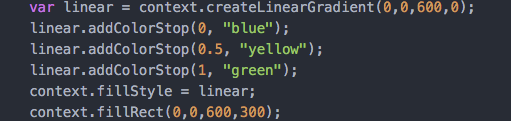 var linear = context.createLinearGradient(0,0,600,0);
linear.addColorStop(0, "blue");
linear.addColorStop(0.5, "yellow");
linear.addColorStop(1, "green");
context.fillStyle = linear;
context.fillRect(0,0,600,300);